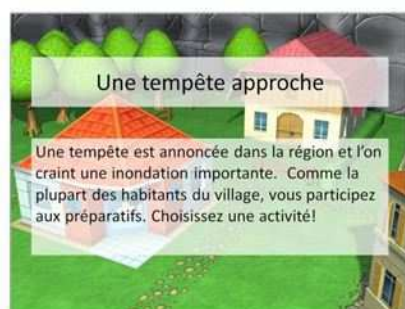 Une tempête approche
Une tempête est annoncée dans la région et l'on
craint une inondation importante.  Comme la
plupart des habitants du village, vous participez
aux préparatifs. Choisissez une activité!